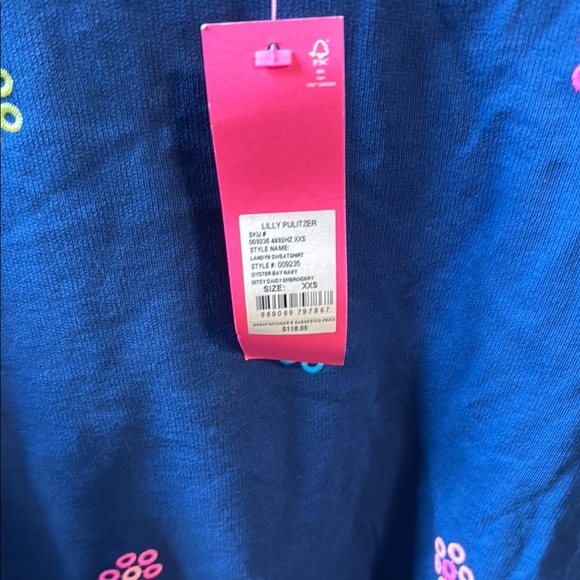 FSC
LILLY PULITZER
SKU #
009235 4892HZ XXS
STYLE NAME:
LANDYN SWEATSHIRT
STYLE #: 009235
OYSTER BAY NAVY
DITSY DAISY EMBROIDERY
SIZE: XXS
889069 797867
MANUFACTURER'S SUGGESTED PRICE
$118.00